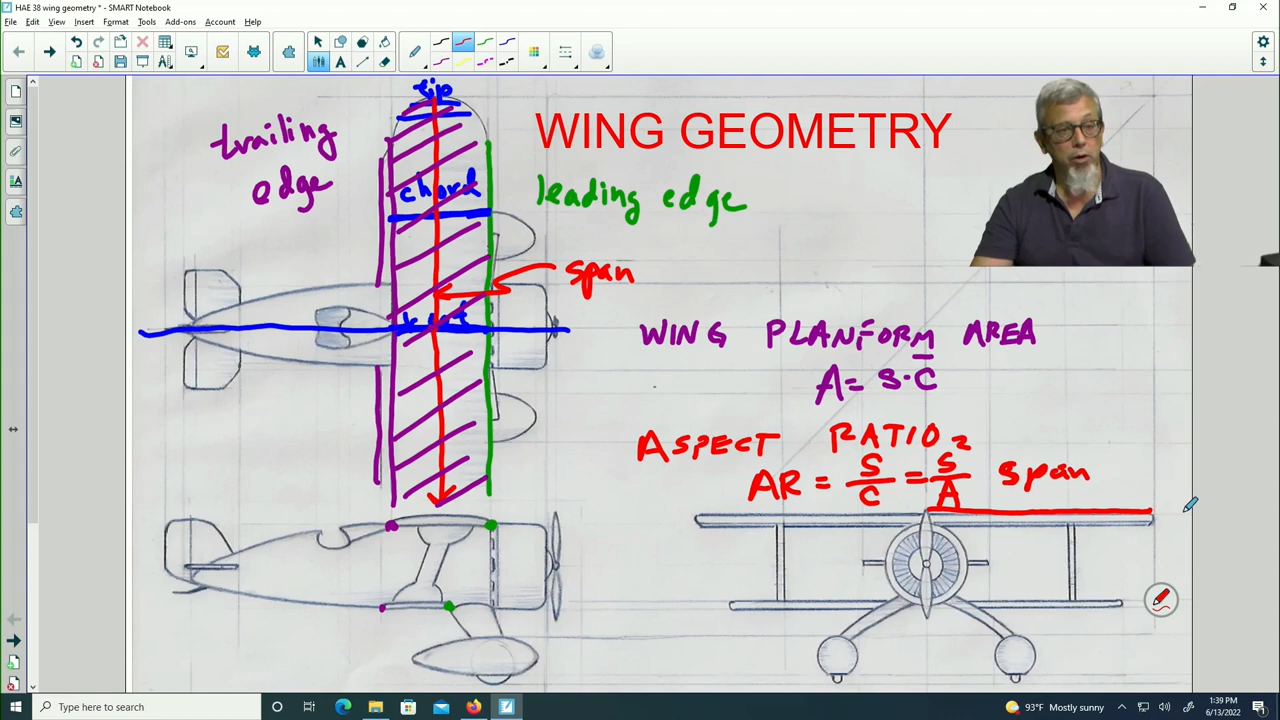 HAE 38 wing geometry * - SMART Notebook
File Edit View Insert Format Tools Add-ons Account Help
tip
WING GEOMETRY
trailing
edge
chord
leading edge
span
WING PLANFORM AREA
A = S · C̅
ASPECT RATIO
AR = S/C = S²/A span
Type here to search
93°F Mostly sunny
1:39 PM
6/13/2022